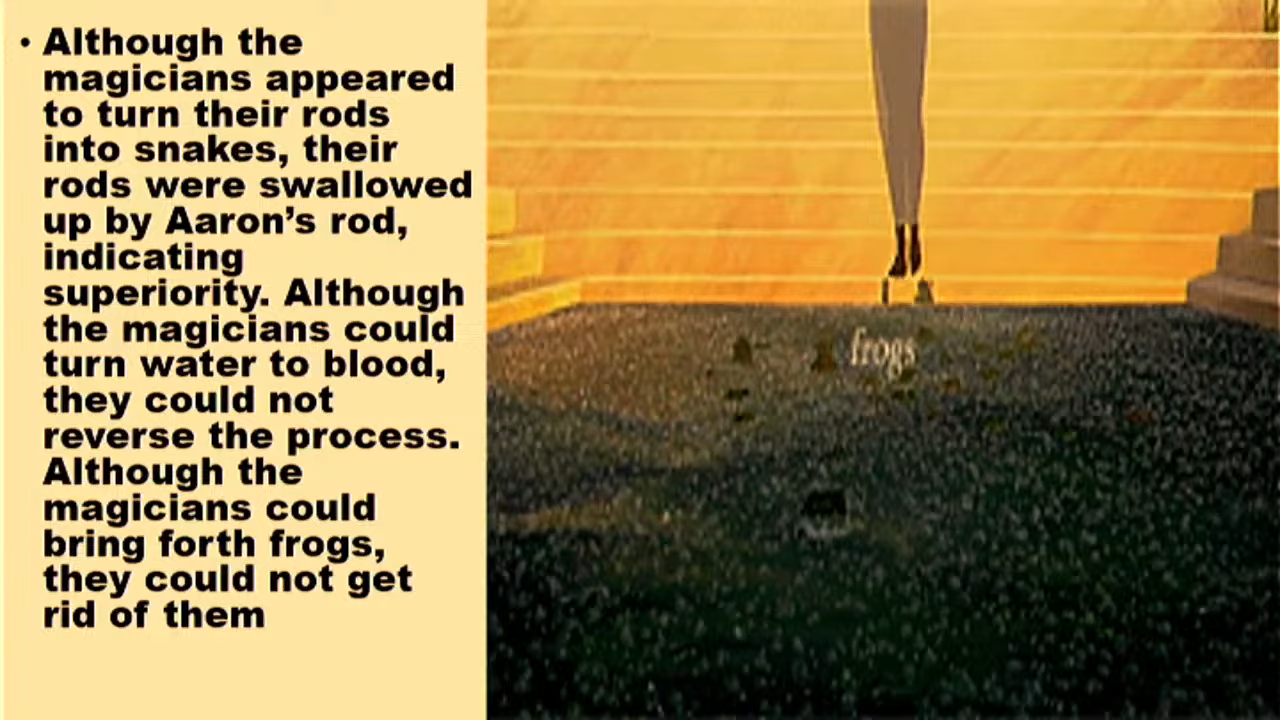 • Although the
magicians appeared
to turn their rods
into snakes, their
rods were swallowed
up by Aaron’s rod,
indicating
superiority. Although
the magicians could
turn water to blood,
they could not
reverse the process.
Although the
magicians could
bring forth frogs,
they could not get
rid of them
frogs